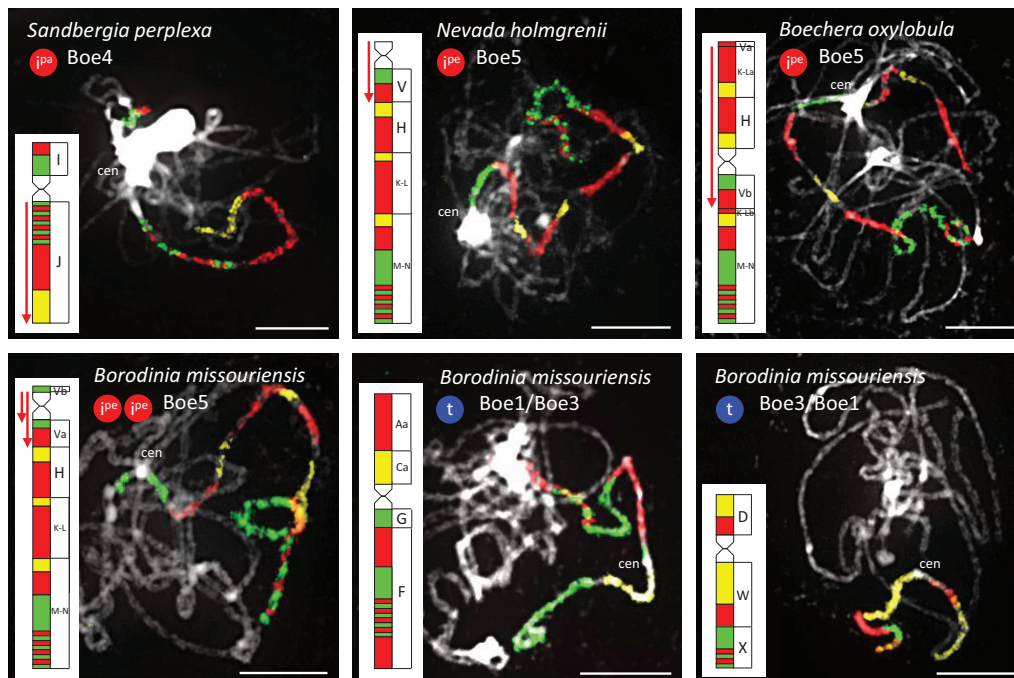 Sandbergia perplexa
ipa Boe4
cen
I
J
Nevada holmgrenii
ipe Boe5
V
H
K-L
M-N
cen
Boechera oxylobula
ipe Boe5
Va
K-La
H
Vb
K-Lb
M-N
cen
Borodinia missouriensis
ipe ipe Boe5
Vb
Va
H
K-L
M-N
cen
Borodinia missouriensis
t Boe1/Boe3
Aa
Ca
G
F
cen
Borodinia missouriensis
t Boe3/Boe1
D
W
X
cen